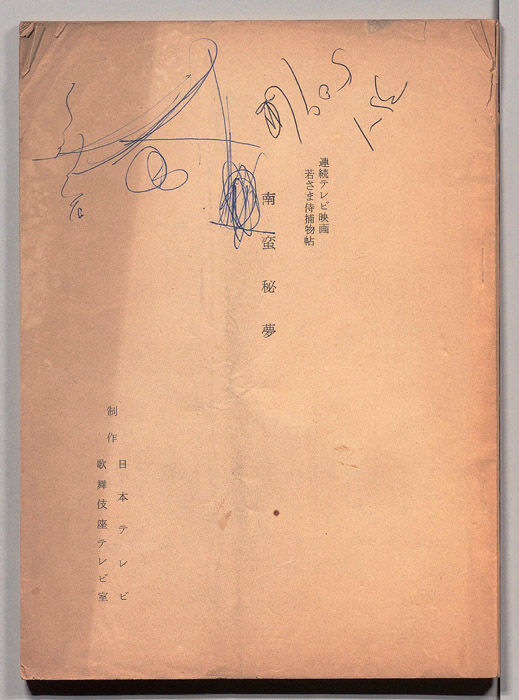 連続テレビ映画
若さま侍捕物帖
南蛮秘夢
制作
日本テレビ
歌舞伎座テレビ室